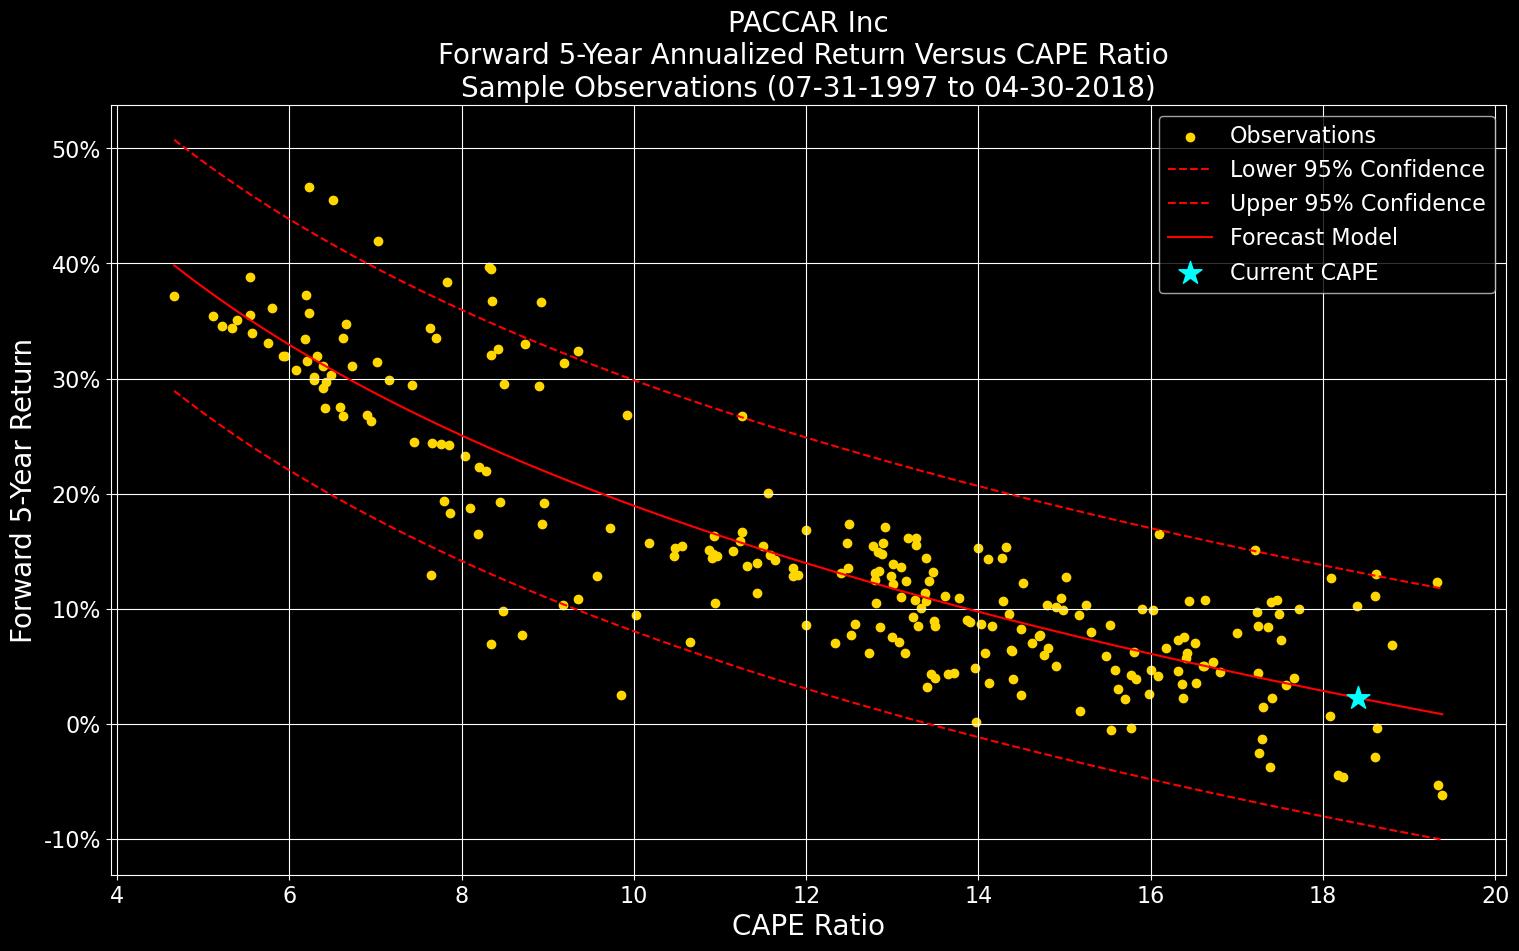 PACCAR Inc
Forward 5-Year Annualized Return Versus CAPE Ratio
Sample Observations (07-31-1997 to 04-30-2018)
Observations
Lower 95% Confidence
Upper 95% Confidence
Forecast Model
Current CAPE
Forward 5-Year Return
50%
40%
30%
20%
10%
0%
-10%
4 6 8 10 12 14 16 18 20
CAPE Ratio